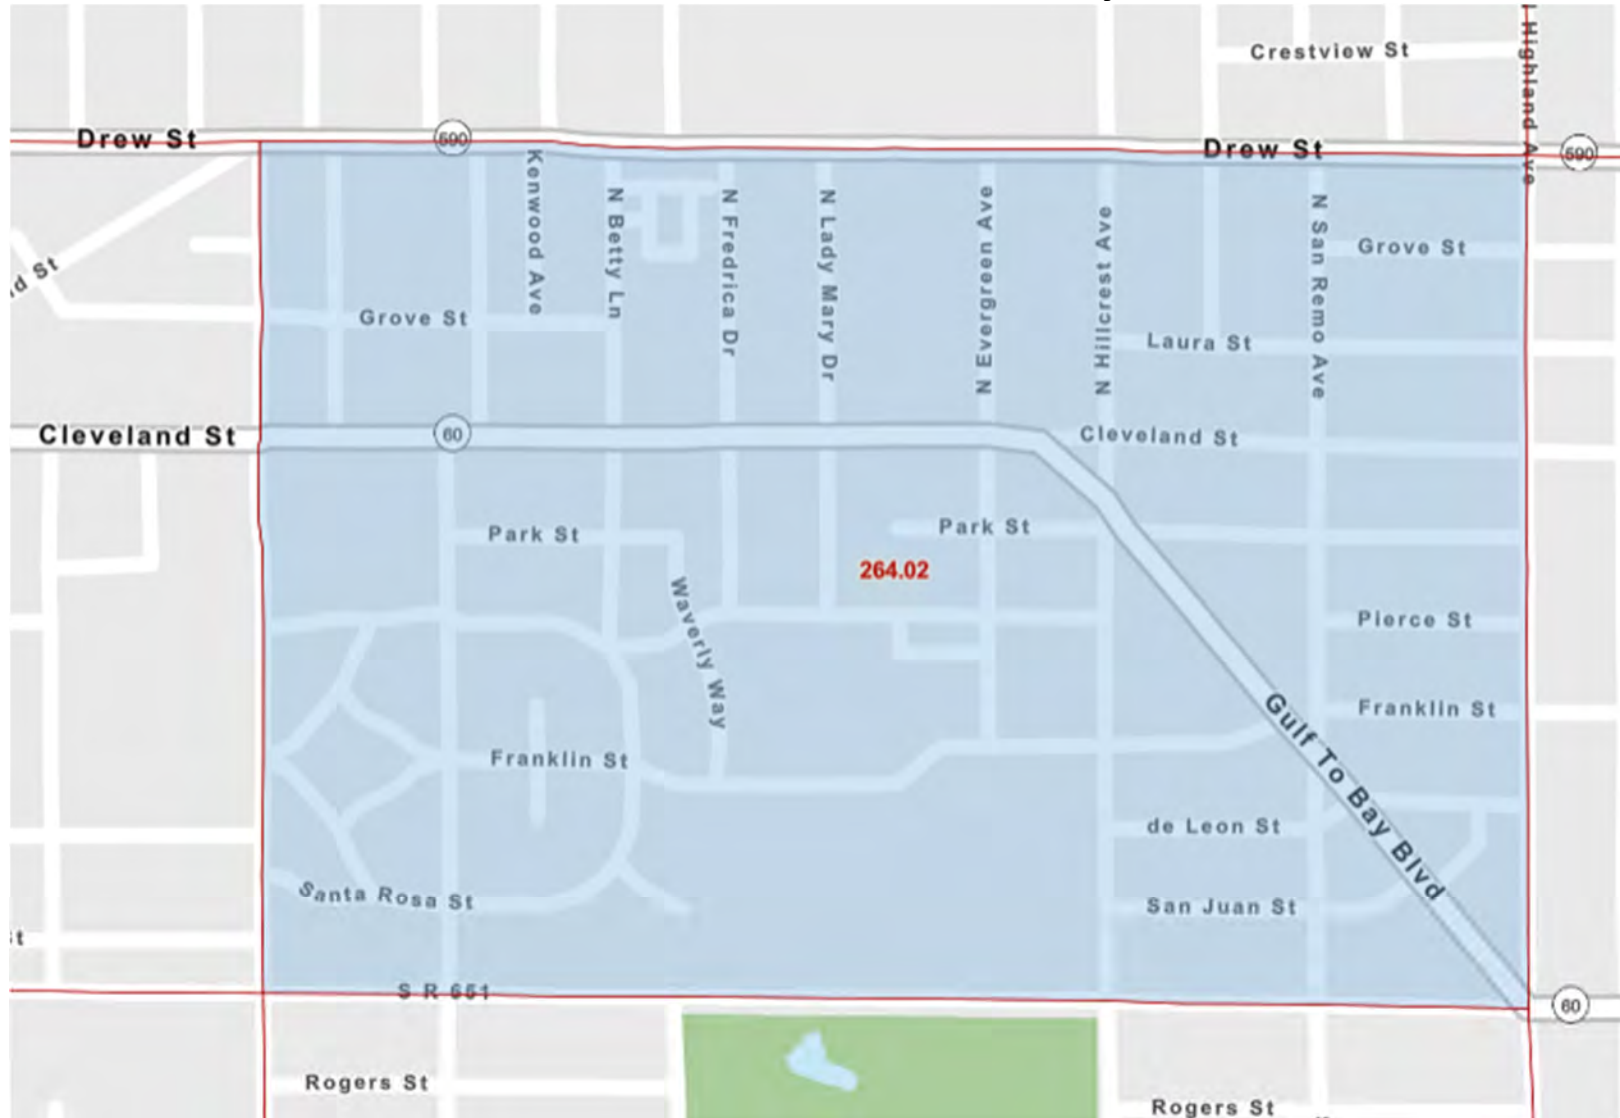 Crestview St
Highland Ave
Drew St
590
Drew St
590
Kenwood Ave
N Betty Ln
N Fredrica Dr
N Lady Mary Dr
N Evergreen Ave
N Hillcrest Ave
N San Remo Ave
Grove St
Grove St
Laura St
Cleveland St
60
Cleveland St
Park St
Park St
264.02
Waverly Way
Pierce St
Franklin St
Franklin St
Gulf To Bay Blvd
de Leon St
Santa Rosa St
San Juan St
S R 651
60
Rogers St
Rogers St